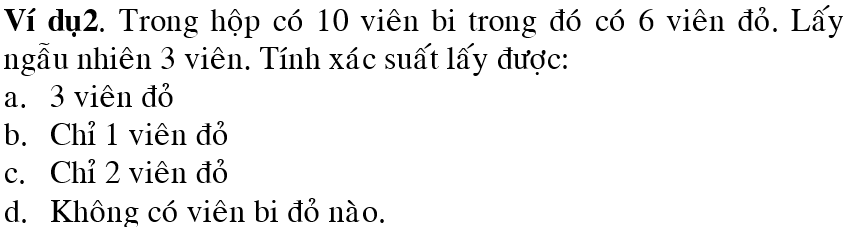 Ví dụ2. Trong hộp có 10 viên bi trong đó có 6 viên đỏ. Lấy
ngẫu nhiên 3 viên. Tính xác suất lấy được:
a. 3 viên đỏ
b. Chỉ 1 viên đỏ
c. Chỉ 2 viên đỏ
d. Không có viên bi đỏ nào.